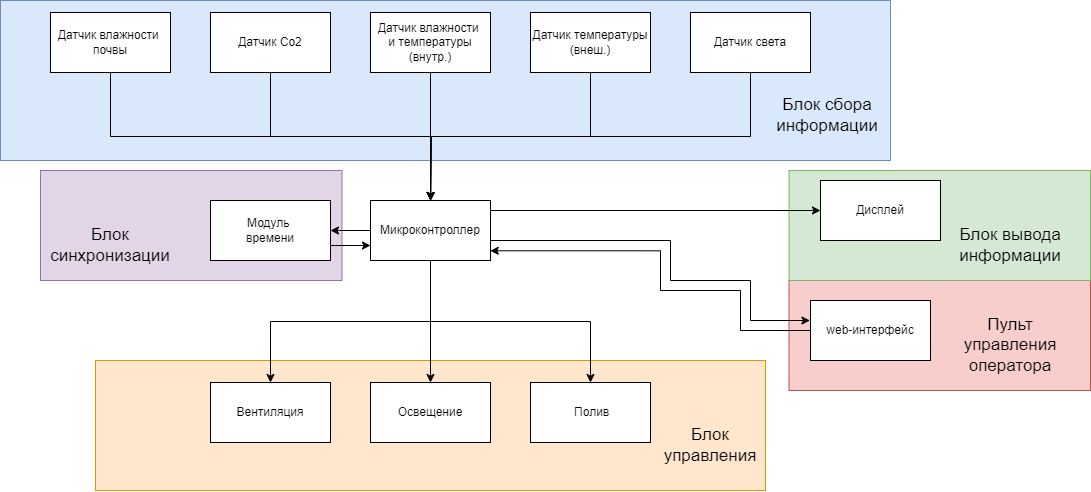 Датчик влажности
почвы
Датчик Co2
Датчик влажности
и температуры
(внутр.)
Датчик температуры
(внеш.)
Датчик света
Блок сбора
информации
Блок
синхронизации
Модуль
времени
Микроконтроллер
Дисплей
Блок вывода
информации
web-интерфейс
Пульт
управления
оператора
Вентиляция
Освещение
Полив
Блок
управления